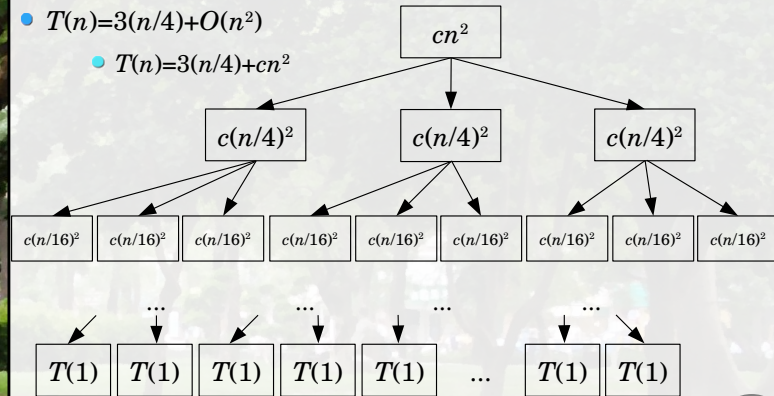 T(n)=3(n/4)+O(n²)
T(n)=3(n/4)+cn²
cn²
c(n/4)² c(n/4)² c(n/4)²
c(n/16)² c(n/16)² c(n/16)² c(n/16)² c(n/16)² c(n/16)² c(n/16)² c(n/16)² c(n/16)²
... ... ... ...
T(1) T(1) T(1) T(1) T(1) ... T(1) T(1)